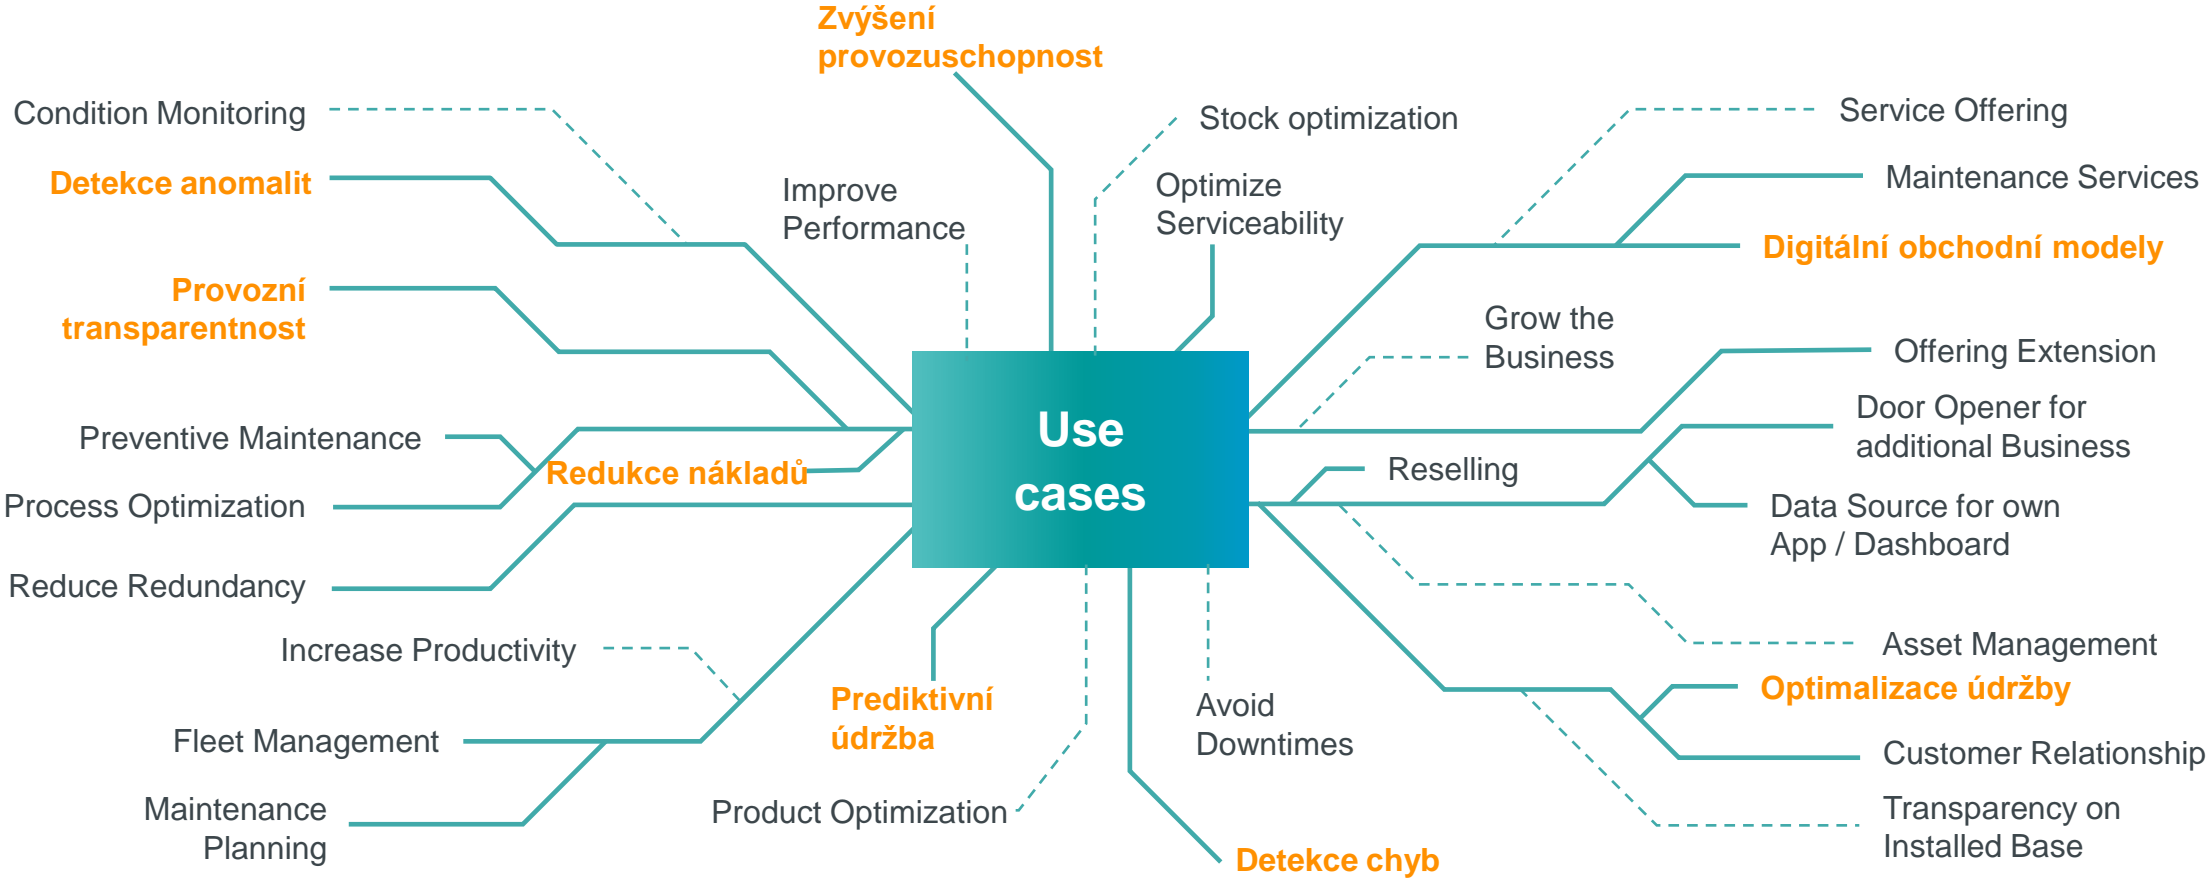 Zvýšení
provozuschopnost
Condition Monitoring
Stock optimization
Service Offering
Detekce anomalit
Improve
Performance
Optimize
Serviceability
Maintenance Services
Digitální obchodní modely
Provozní
transparentnost
Grow the
Business
Offering Extension
Door Opener for
additional Business
Preventive Maintenance
Redukce nákladů
Use
cases
Reselling
Process Optimization
Data Source for own
App / Dashboard
Reduce Redundancy
Increase Productivity
Asset Management
Prediktivní
údržba
Avoid
Downtimes
Optimalizace údržby
Fleet Management
Customer Relationship
Maintenance
Planning
Product Optimization
Transparency on
Installed Base
Detekce chyb